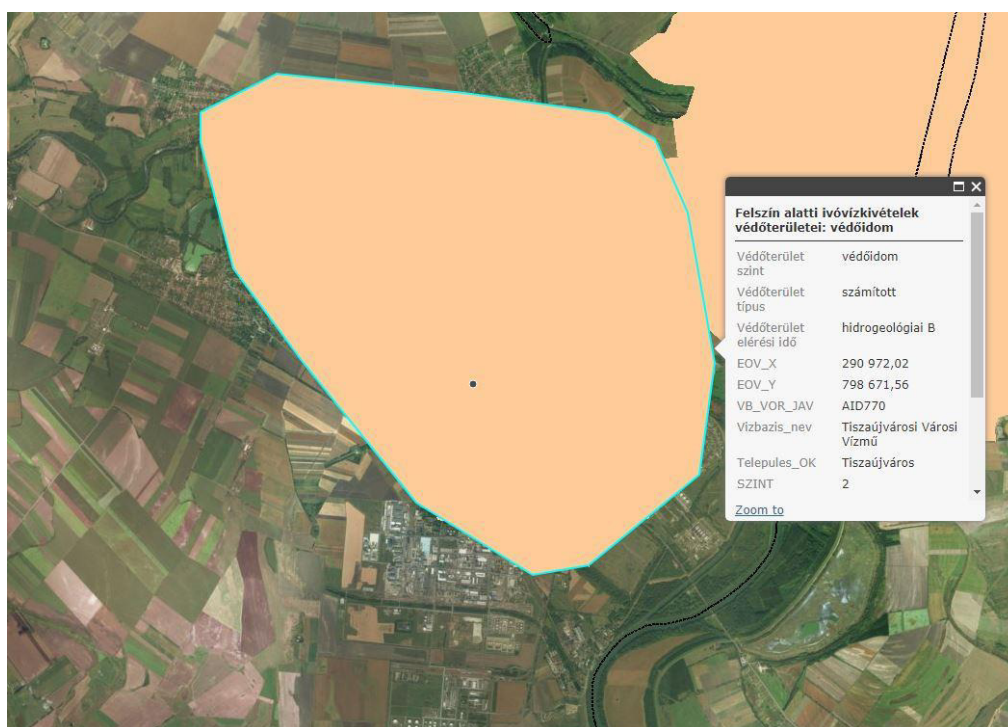 Felszín alatti ivóvízkivételek
védőterületei: védőidom
Védőterület szint védőidom
Védőterület típus számított
Védőterület elérési idő hidrogeológiai B
EOV_X 290 972,02
EOV_Y 798 671,56
VB_VOR_JAV AID770
Vizbazis_nev Tiszaújvárosi Városi Vízmű
Telepules_OK Tiszaújváros
SZINT 2
Zoom to